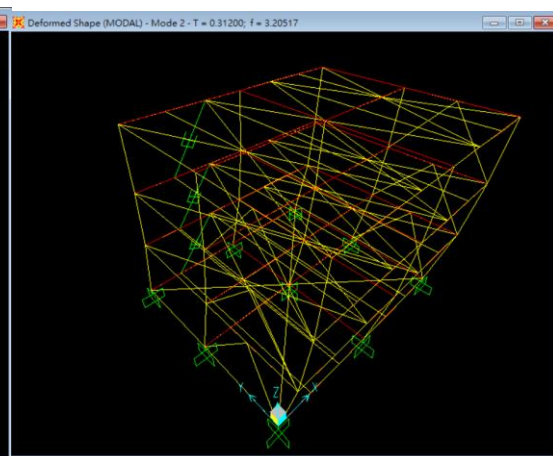 Deformed Shape (MODAL) - Mode 2 - T = 0.31200; f = 3.20517
Z
Y
X